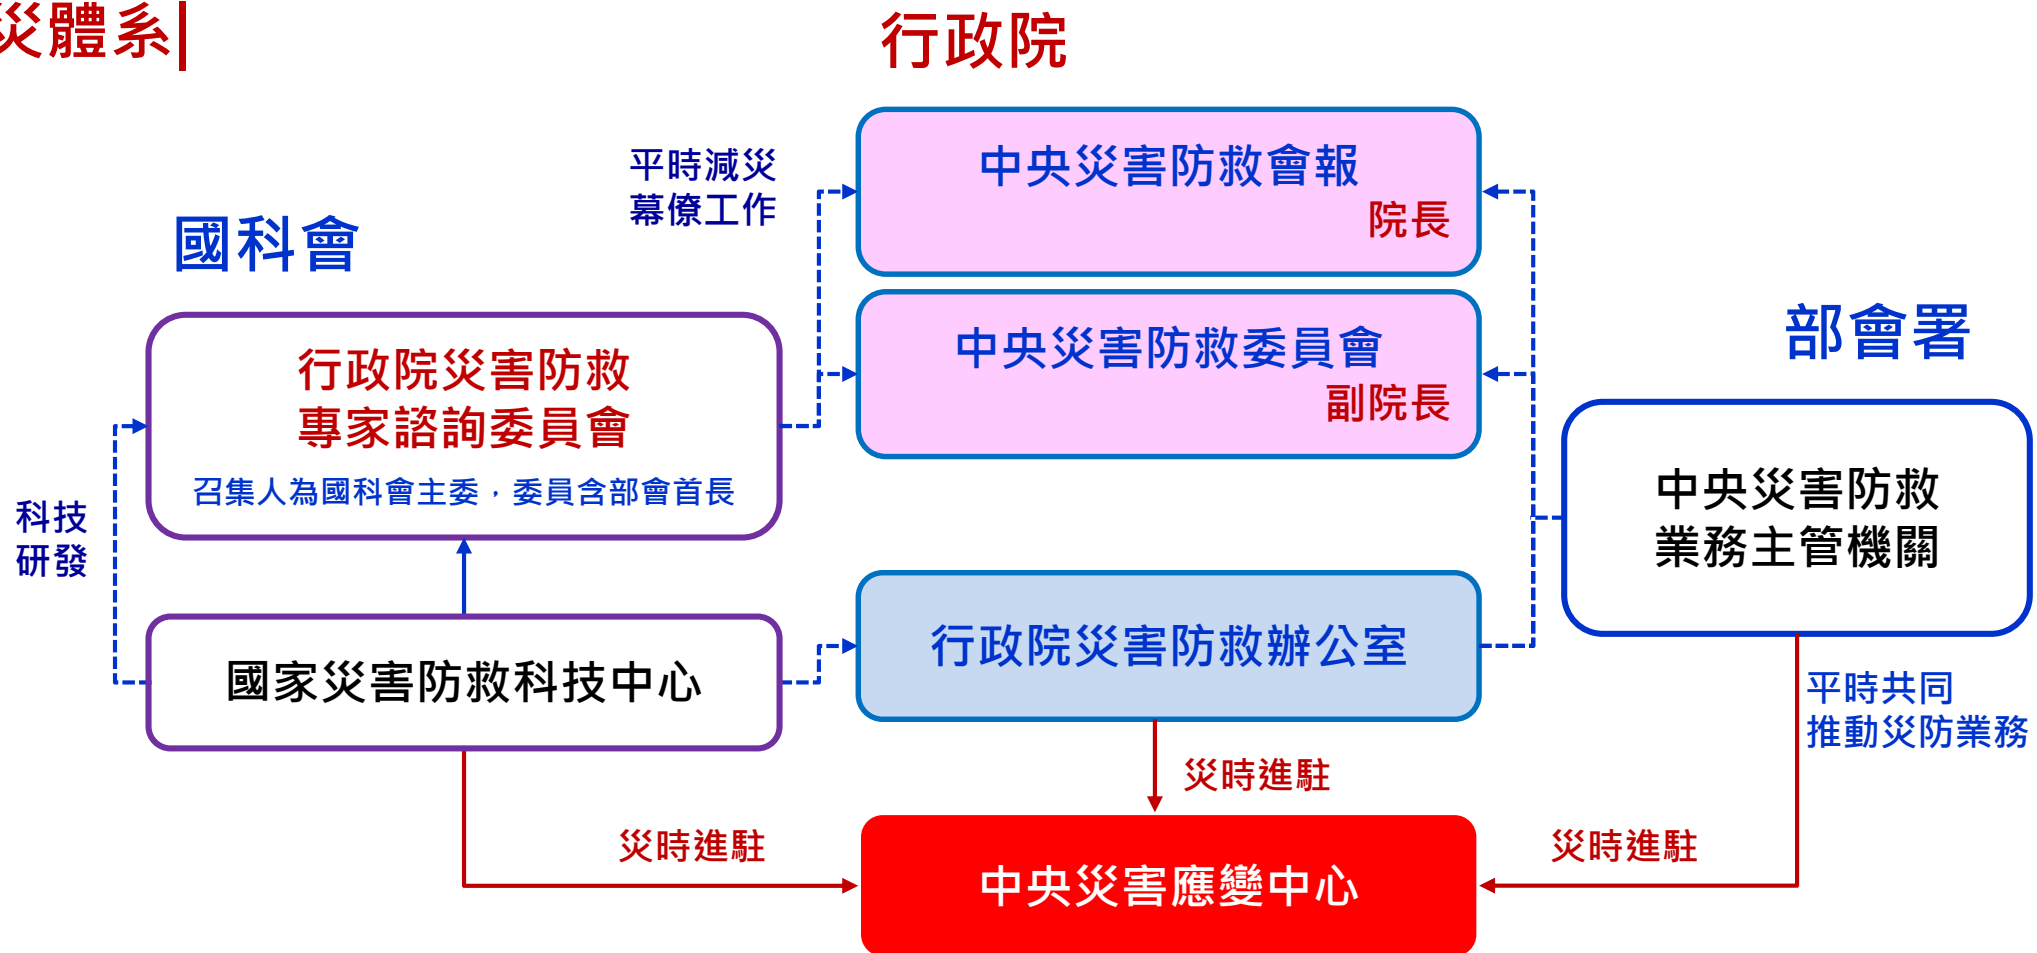 災體系
行政院
平時減災
幕僚工作
中央災害防救會報
院長
國科會
中央災害防救委員會
副院長
部會署
行政院災害防救
專家諮詢委員會
召集人為國科會主委，委員含部會首長
科技
研發
中央災害防救
業務主管機關
行政院災害防救辦公室
國家災害防救科技中心
平時共同
推動災防業務
災時進駐
災時進駐
災時進駐
中央災害應變中心